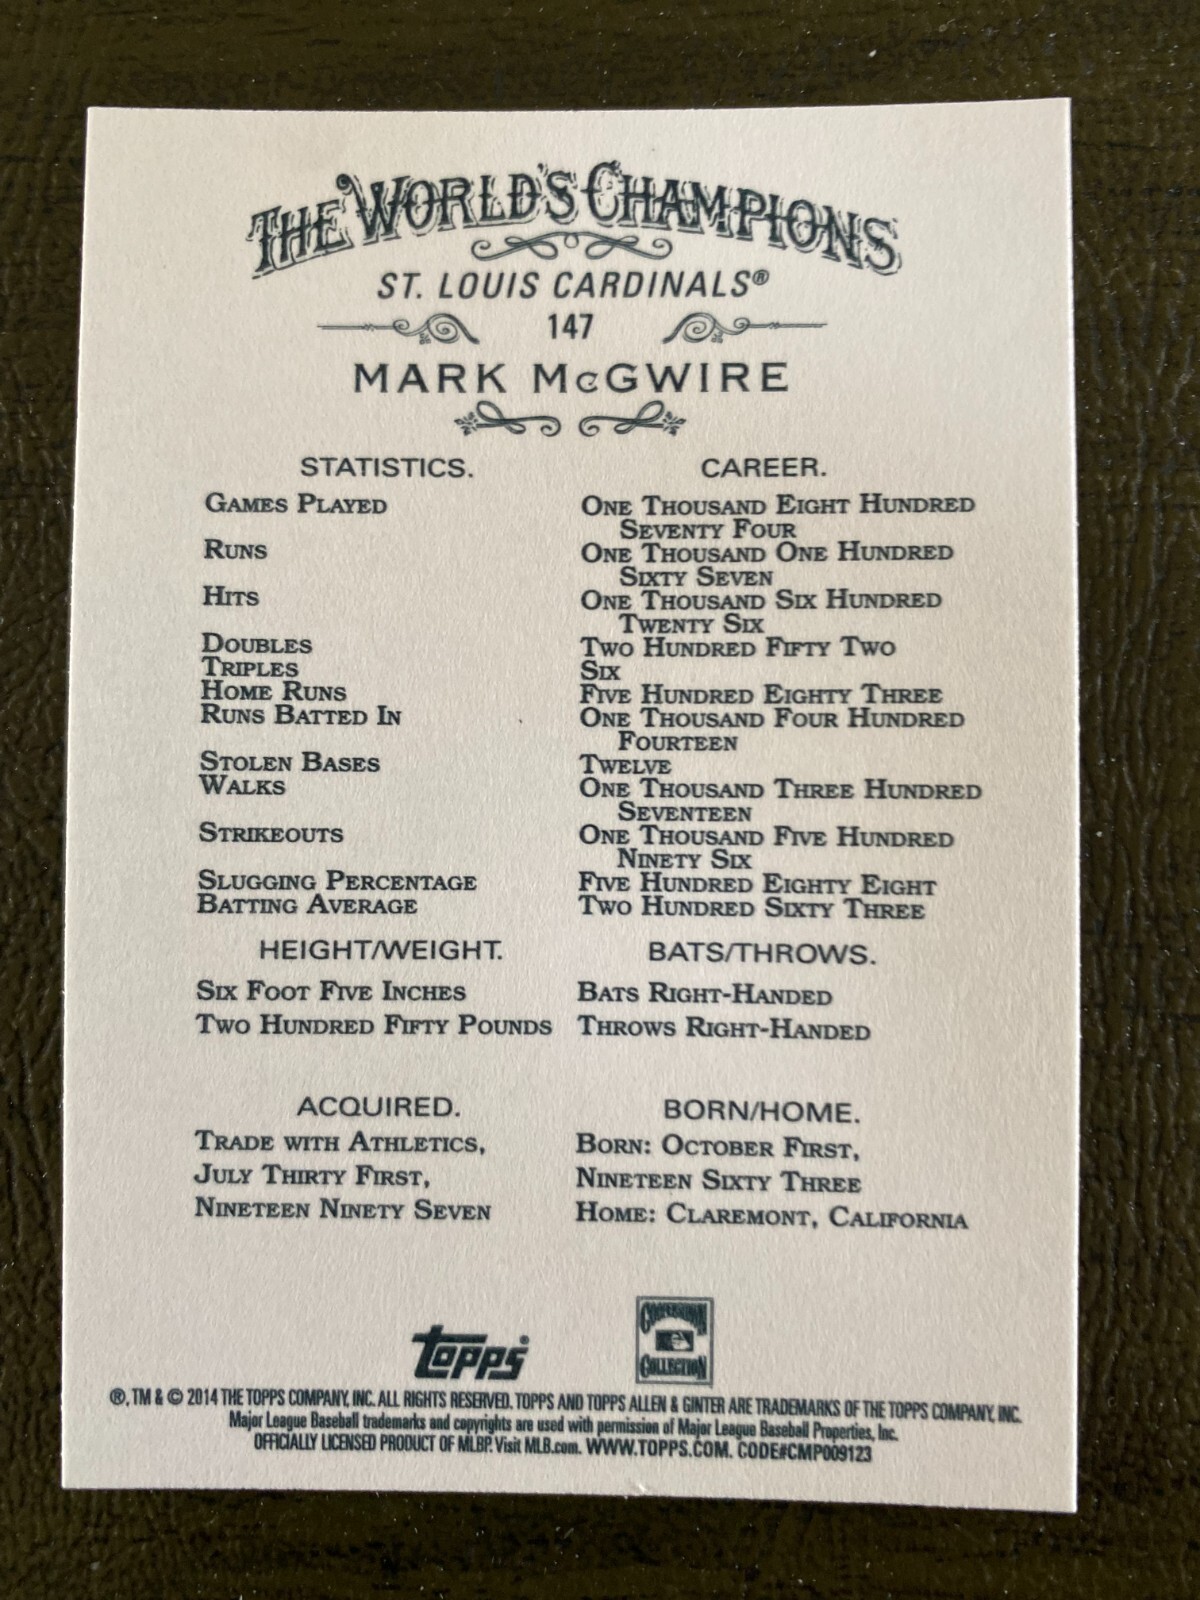 THE WORLD'S CHAMPIONS
ST. LOUIS CARDINALS®
147
MARK McGWIRE
STATISTICS. CAREER.
GAMES PLAYED ONE THOUSAND EIGHT HUNDRED
SEVENTY FOUR
RUNS ONE THOUSAND ONE HUNDRED
SIXTY SEVEN
HITS ONE THOUSAND SIX HUNDRED
TWENTY SIX
DOUBLES TWO HUNDRED FIFTY TWO
TRIPLES SIX
HOME RUNS FIVE HUNDRED EIGHTY THREE
RUNS BATTED IN ONE THOUSAND FOUR HUNDRED
FOURTEEN
STOLEN BASES TWELVE
WALKS ONE THOUSAND THREE HUNDRED
SEVENTEEN
STRIKEOUTS ONE THOUSAND FIVE HUNDRED
NINETY SIX
SLUGGING PERCENTAGE FIVE HUNDRED EIGHTY EIGHT
BATTING AVERAGE TWO HUNDRED SIXTY THREE
HEIGHT/WEIGHT. BATS/THROWS.
SIX FOOT FIVE INCHES BATS RIGHT-HANDED
TWO HUNDRED FIFTY POUNDS THROWS RIGHT-HANDED
ACQUIRED. BORN/HOME.
TRADE WITH ATHLETICS, BORN: OCTOBER FIRST,
JULY THIRTY FIRST, NINETEEN SIXTY THREE
NINETEEN NINETY SEVEN HOME: CLAREMONT, CALIFORNIA
topps®
COOPERSTOWN
COLLECTION
®, TM & © 2014 THE TOPPS COMPANY, INC. ALL RIGHTS RESERVED. TOPPS AND TOPPS ALLEN & GINTER ARE TRADEMARKS OF THE TOPPS COMPANY, INC.
Major League Baseball trademarks and copyrights are used with permission of Major League Baseball Properties, Inc.
OFFICIALLY LICENSED PRODUCT OF MLBP. Visit MLB.com. WWW.TOPPS.COM. CODE#CMP009123